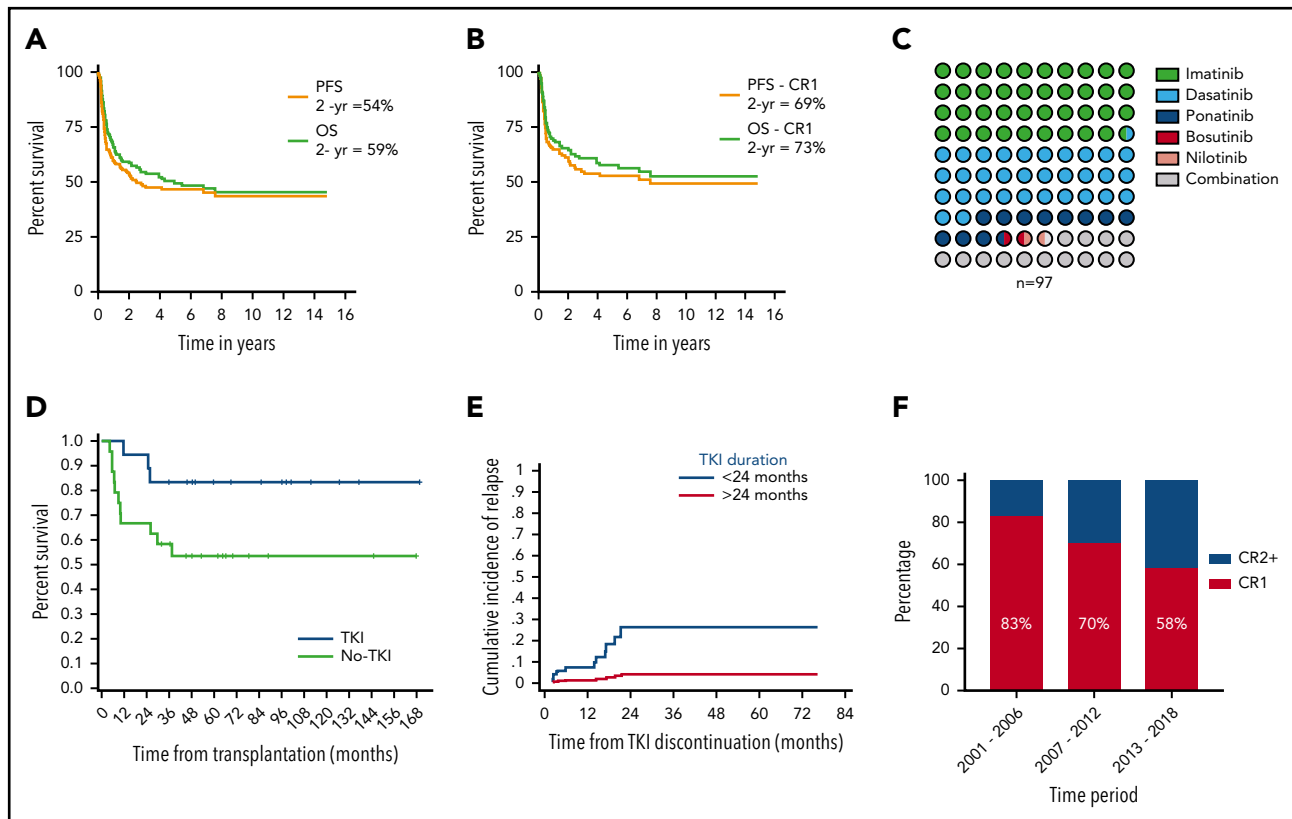 A
Percent survival
100
75
50
25
0
0 2 4 6 8 10 12 14 16
Time in years
PFS
2 -yr =54%
OS
2- yr = 59%
B
Percent survival
100
75
50
25
0
0 2 4 6 8 10 12 14 16
Time in years
PFS - CR1
2-yr = 69%
OS - CR1
2-yr = 73%
C
Imatinib
Dasatinib
Ponatinib
Bosutinib
Nilotinib
Combination
n=97
D
Percent survival
1.0
0.9
0.8
0.7
0.6
0.5
0.4
0.3
0.2
0.1
0.0
0 12 24 36 48 60 72 84 96 108 120 132 144 156 168
Time from transplantation (months)
TKI
No-TKI
E
Cumulative incidence of relapse
1
.9
.8
.7
.6
.5
.4
.3
.2
.1
0
0 12 24 36 48 60 72 84
Time from TKI discontinuation (months)
TKI duration
<24 months
>24 months
F
Percentage
100
80
60
40
20
0
83% 70% 58%
2001 - 2006
2007 - 2012
2013 - 2018
Time period
CR2+
CR1